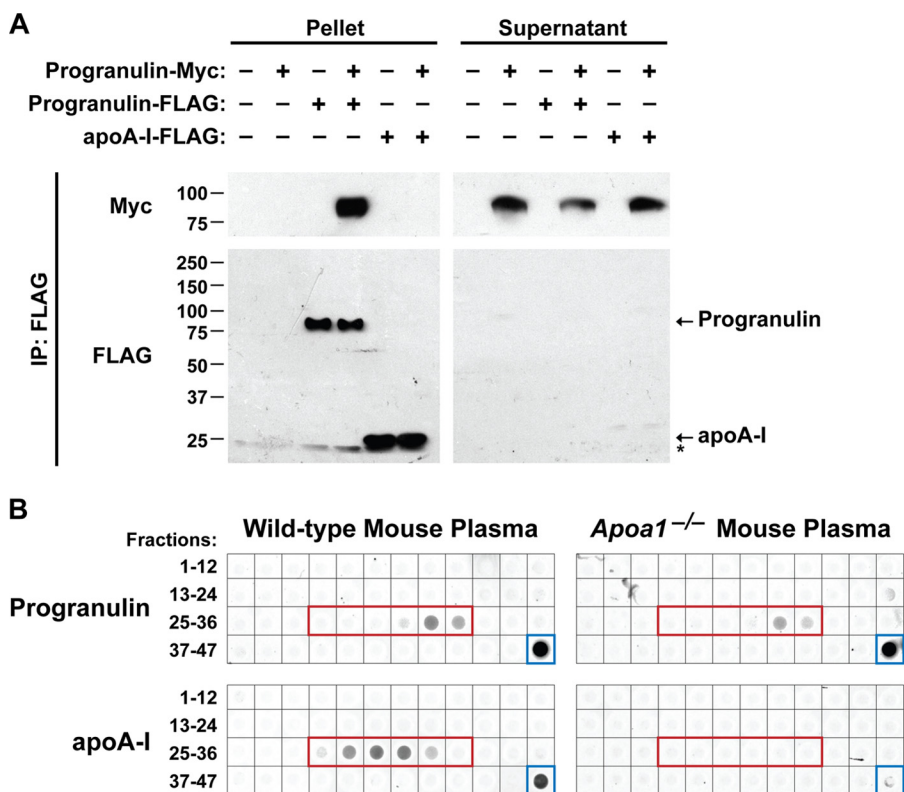 A
Pellet Supernatant
Progranulin-Myc: – + – + – + – + – + – +
Progranulin-FLAG: – – + + – – – – + + – –
apoA-I-FLAG: – – – – + + – – – – + +
IP: FLAG
Myc
100
75
FLAG
250
150
100
75
50
37
25
← Progranulin
← apoA-I
*
B
Wild-type Mouse Plasma Apoa1 –/– Mouse Plasma
Fractions:
Progranulin
1-12
13-24
25-36
37-47
apoA-I
1-12
13-24
25-36
37-47